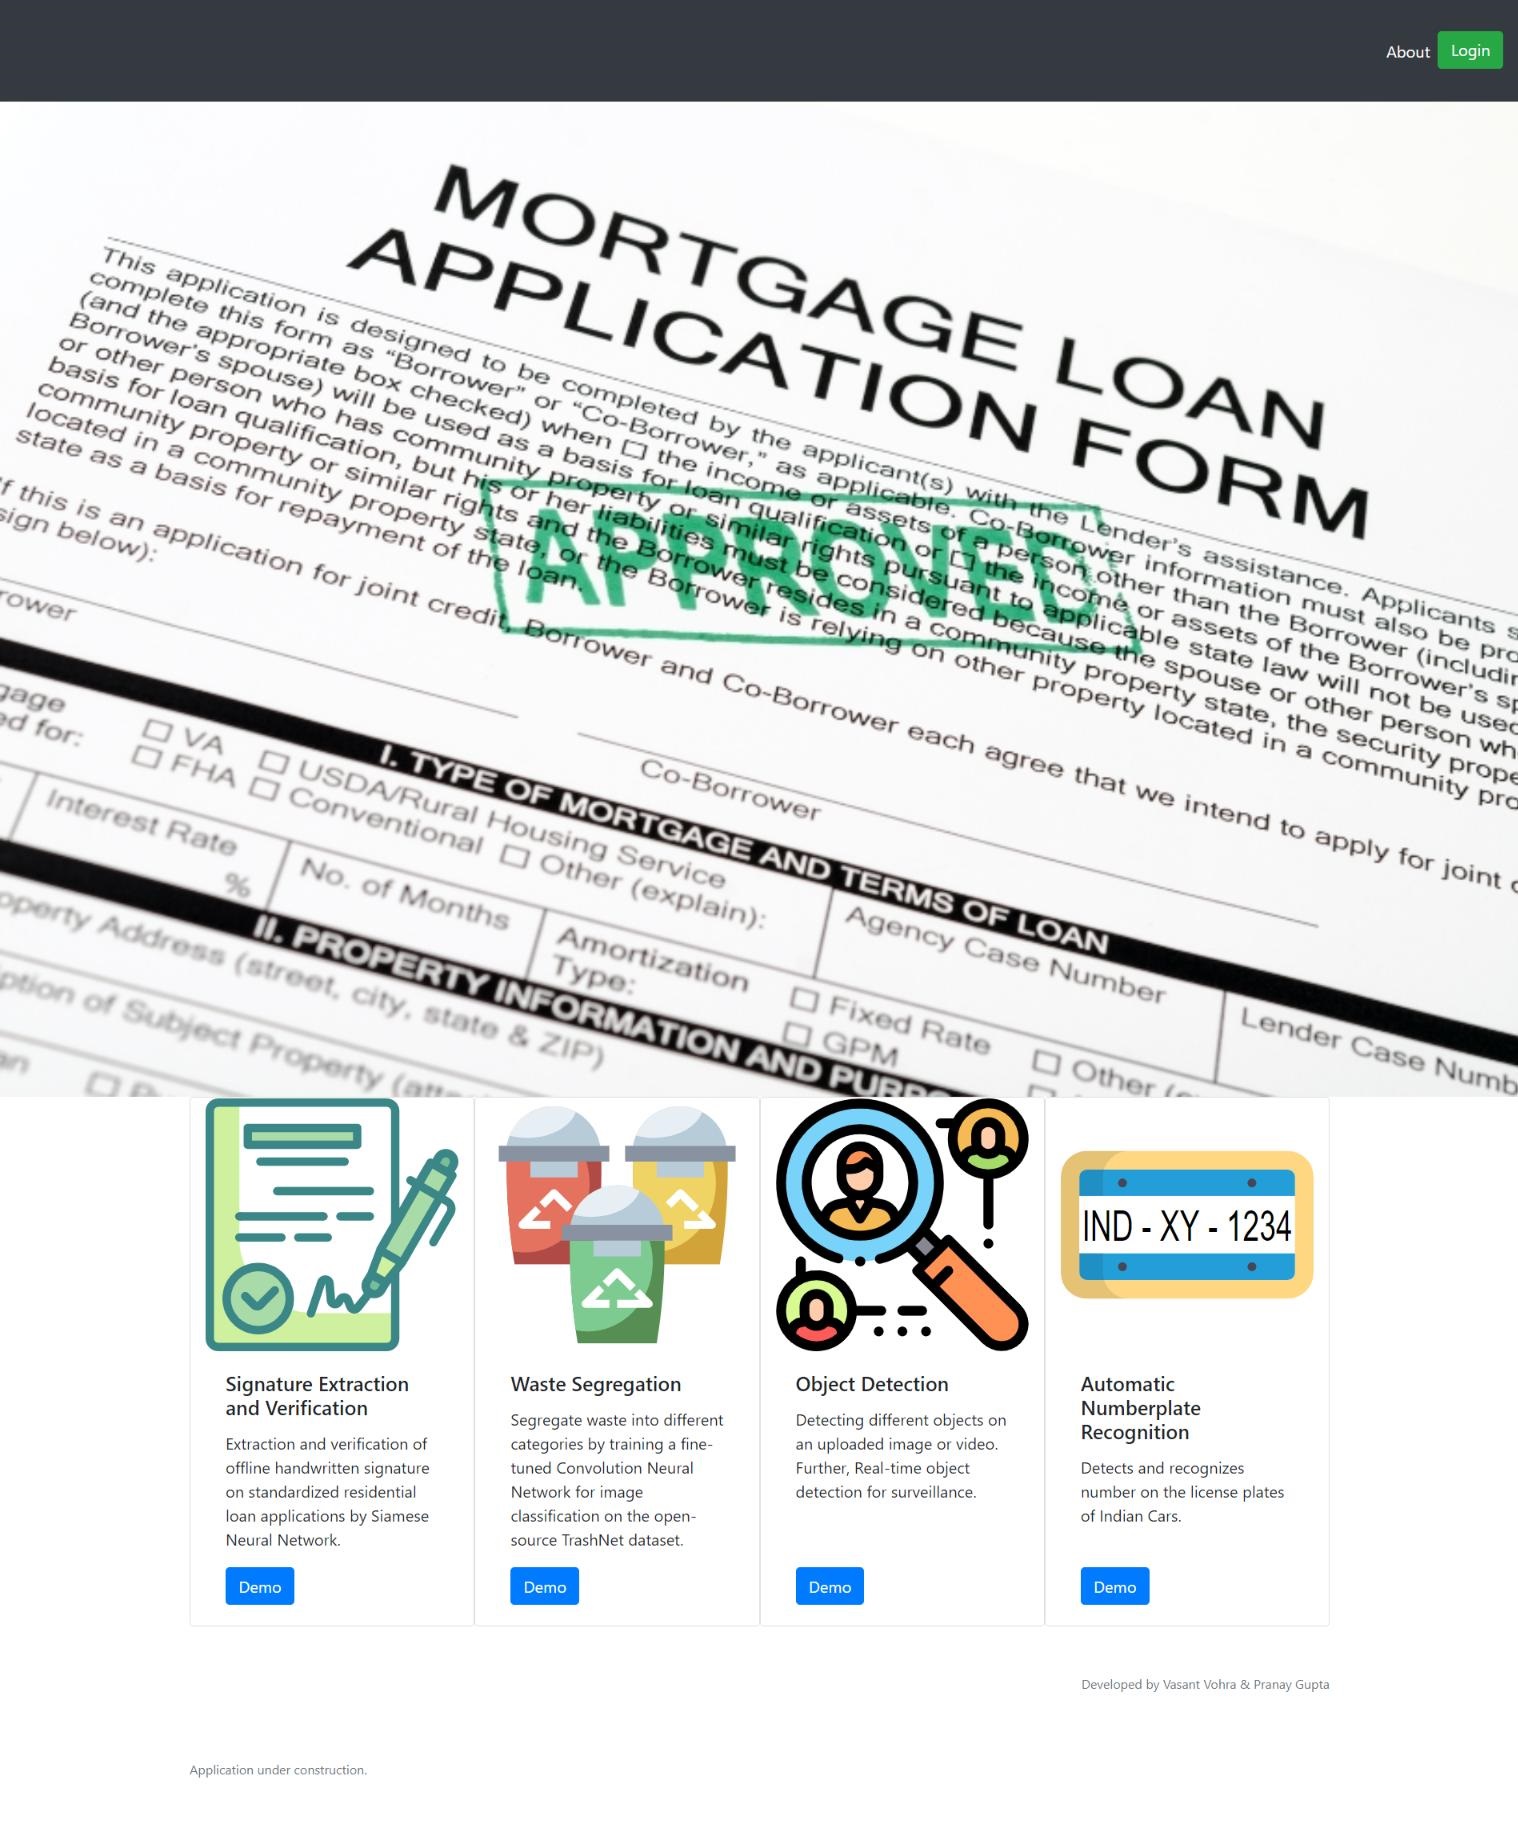 About Login
MORTGAGE LOAN
APPLICATION FORM
This application is designed to be completed by the applicant(s) with the Lender's assistance. Applicants
complete this form as “Borrower” or “Co-Borrower,” as applicable. Co-Borrower information must also be
(and the appropriate box checked) when ☐ the income or assets of a person other than the Borrower
Borrower's spouse) will be used as a basis for loan qualification or ☐ the income or assets of the Borrower's
or other person who has community property or similar rights pursuant to applicable state law will not be used
basis for loan qualification, but his or her liabilities must be considered because the spouse or other person
community property or similar rights and the Borrower resides in a community property state, the security
located in a community property state, or the Borrower is relying on other property located in a community
state as a basis for repayment of the loan.
APPROVED
this is an application for joint credit, Borrower and Co-Borrower each agree that we intend to apply for joint
sign below):
Co-Borrower
I. TYPE OF MORTGAGE AND TERMS OF LOAN
for: ☐ VA ☐ USDA/Rural Housing Service
☐ FHA ☐ Conventional ☐ Other (explain):
Agency Case Number
Lender Case
Interest Rate
%
No. of Months
Amortization
Type:
☐ Fixed Rate
☐ GPM
☐ Other
II. PROPERTY INFORMATION AND
Address (street, city, state & ZIP)
of Subject Property
IND - XY - 1234
Signature Extraction
and Verification
Extraction and verification of
offline handwritten signature
on standardized residential
loan applications by Siamese
Neural Network.
Demo
Waste Segregation
Segregate waste into different
categories by training a fine-
tuned Convolution Neural
Network for image
classification on the open-
source TrashNet dataset.
Demo
Object Detection
Detecting different objects on
an uploaded image or video.
Further, Real-time object
detection for surveillance.
Demo
Automatic
Numberplate
Recognition
Detects and recognizes
number on the license plates
of Indian Cars.
Demo
Developed by Vasant Vohra & Pranay Gupta
Application under construction.